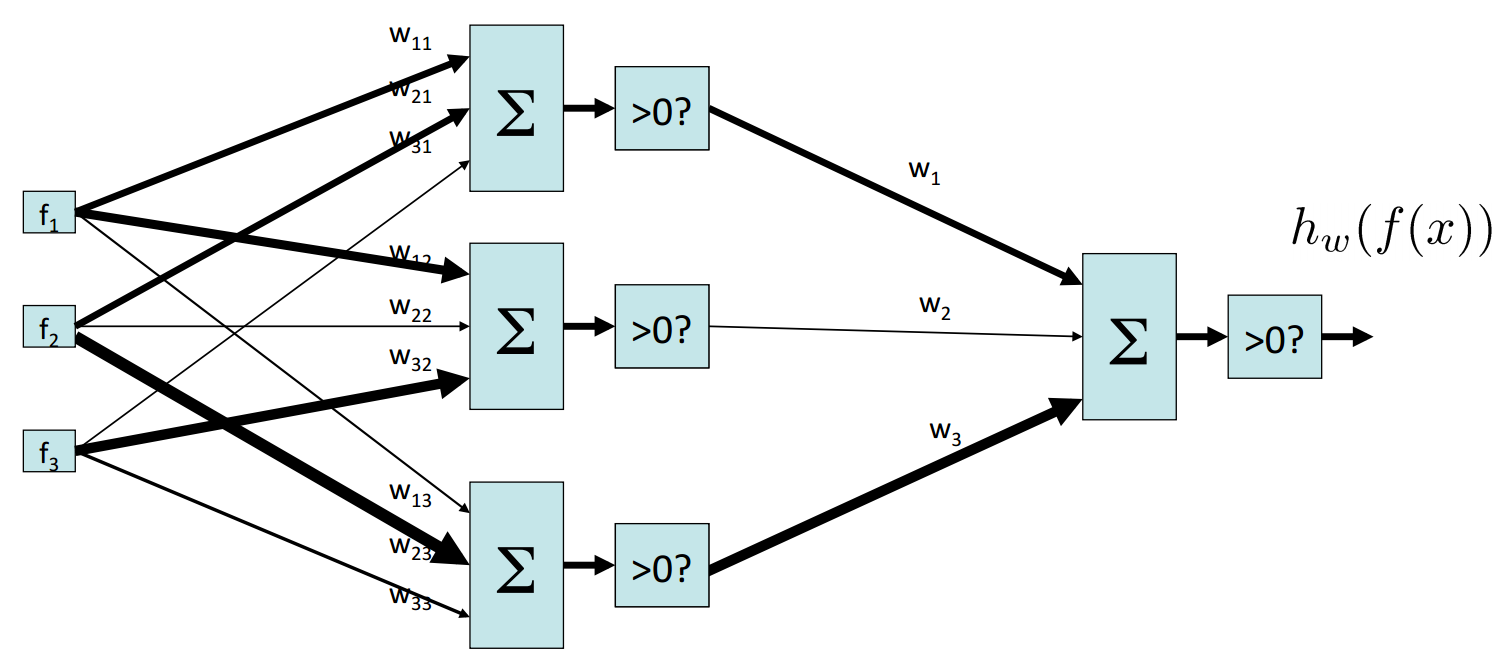 w₁₁
w₂₁
w₃₁
Σ
>0?
w₁
f₁
h_w(f(x))
w₁₂
w₂₂
w₃₂
Σ
>0?
w₂
f₂
Σ
>0?
w₃
f₃
w₁₃
w₂₃
w₃₃
Σ
>0?